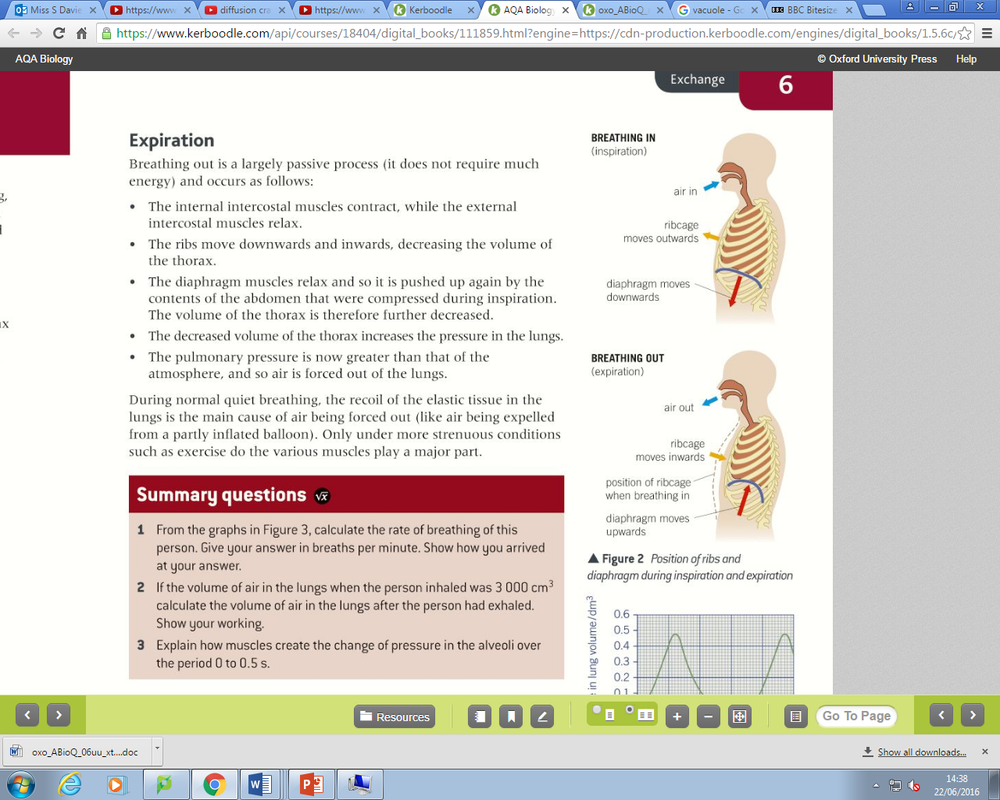 Miss S Davie
https://www
diffusion cra
https://www
Kerboodle
AQA Biology
oxo_ABioQ_
vacuole - Go
BBC BBC Bitesize
https://www.kerboodle.com/api/courses/18404/digital_books/111859.html?engine=https://cdn-production.kerboodle.com/engines/digital_books/1.5.6c/
AQA Biology
© Oxford University Press Help
Exchange 6
g,
x
Expiration
Breathing out is a largely passive process (it does not require much
energy) and occurs as follows:
• The internal intercostal muscles contract, while the external
intercostal muscles relax.
• The ribs move downwards and inwards, decreasing the volume of
the thorax.
• The diaphragm muscles relax and so it is pushed up again by the
contents of the abdomen that were compressed during inspiration.
The volume of the thorax is therefore further decreased.
• The decreased volume of the thorax increases the pressure in the lungs.
• The pulmonary pressure is now greater than that of the
atmosphere, and so air is forced out of the lungs.
During normal quiet breathing, the recoil of the elastic tissue in the
lungs is the main cause of air being forced out (like air being expelled
from a partly inflated balloon). Only under more strenuous conditions
such as exercise do the various muscles play a major part.
Summary questions √x
1 From the graphs in Figure 3, calculate the rate of breathing of this
person. Give your answer in breaths per minute. Show how you arrived
at your answer.
2 If the volume of air in the lungs when the person inhaled was 3 000 cm³
calculate the volume of air in the lungs after the person had exhaled.
Show your working.
3 Explain how muscles create the change of pressure in the alveoli over
the period 0 to 0.5 s.
BREATHING IN
(inspiration)
air in
ribcage
moves outwards
diaphragm moves
downwards
BREATHING OUT
(expiration)
air out
ribcage
moves inwards
position of ribcage
when breathing in
diaphragm moves
upwards
▲ Figure 2 Position of ribs and
diaphragm during inspiration and expiration
in lung volume/dm³
0.6
0.5
0.4
0.3
0.2
0.1
Resources
Go To Page
oxo_ABioQ_06uu_xt....doc
Show all downloads...
14:38
22/06/2016